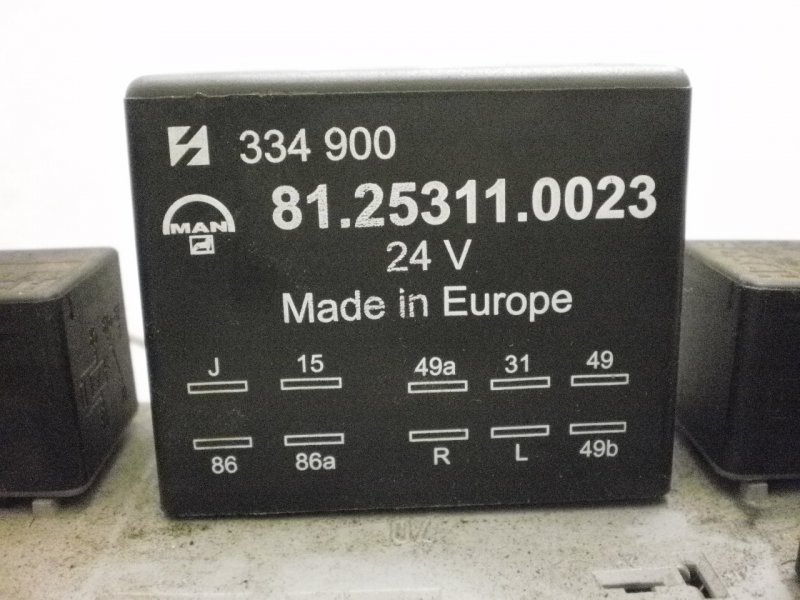 334 900
MAN
81.25311.0023
24 V
Made in Europe
J 15 49a 31 49
86 86a R L 49b